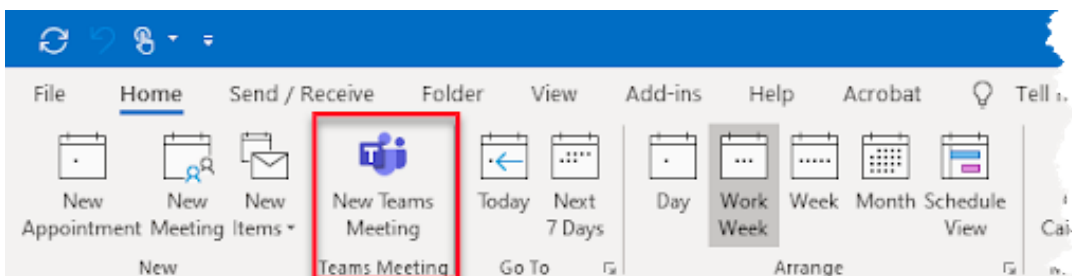 File Home Send / Receive Folder View Add-ins Help Acrobat Tell
New New New New Teams Today Next Day Work Week Month Schedule
Appointment Meeting Items Meeting 7 Days Week View
New Teams Meeting Go To Arrange